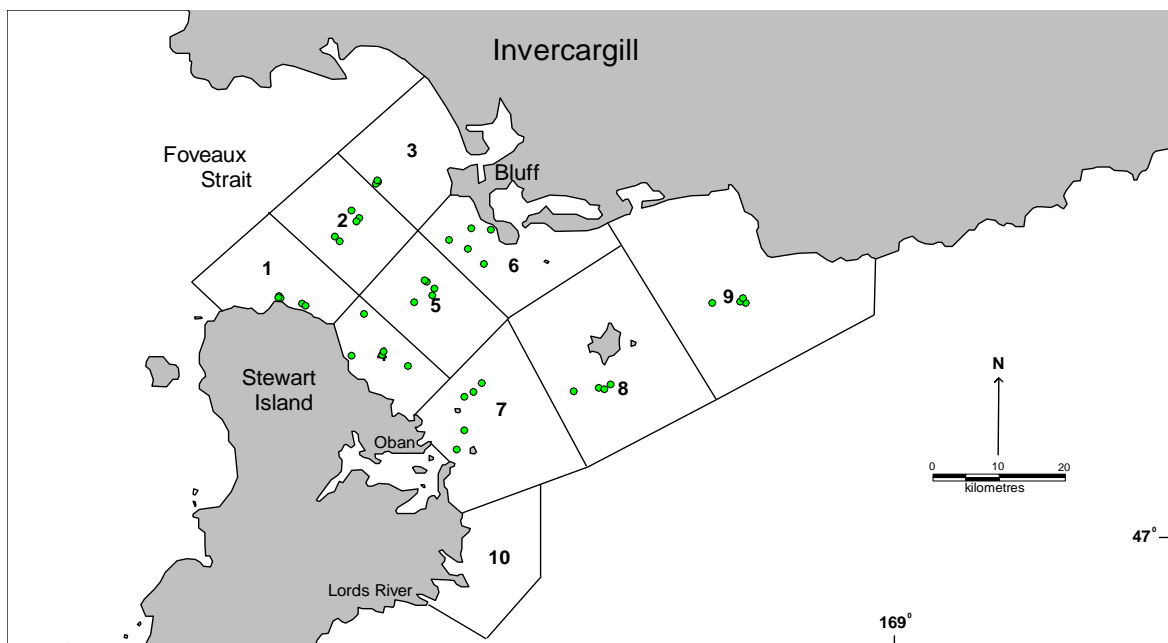 Invercargill
Foveaux
Strait
3
Bluff
2
1
6
5
9
4
N
Stewart
Island
8
7
Oban
0 10 20
kilometres
47°
10
Lords River
169°